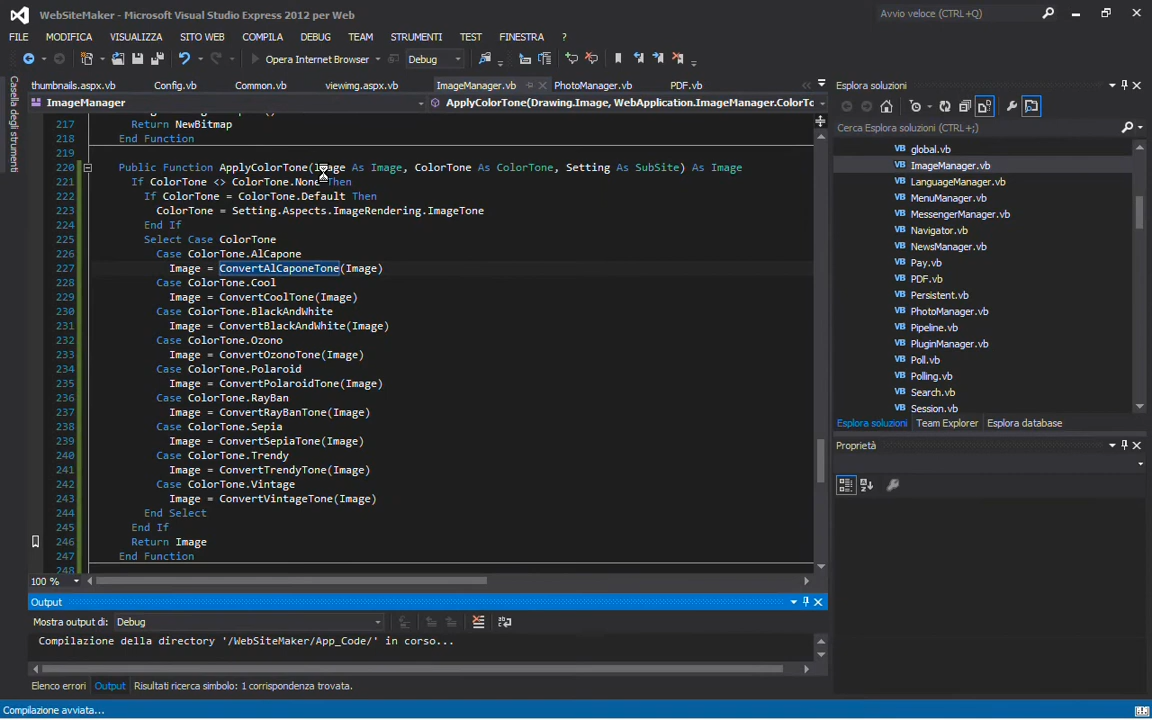 WebSiteMaker - Microsoft Visual Studio Express 2012 per Web
Avvio veloce (CTRL+Q)
FILE MODIFICA VISUALIZZA SITO WEB COMPILA DEBUG TEAM STRUMENTI TEST FINESTRA ?
Opera Internet Browser Debug
Casella degli strumenti
thumbnails.aspx.vb Config.vb Common.vb viewimg.aspx.vb ImageManager.vb PhotoManager.vb PDF.vb
ImageManager ApplyColorTone(Drawing.Image, WebApplication.ImageManager.ColorTo
217 Return NewBitmap
218 End Function
219
220 Public Function ApplyColorTone(Image As Image, ColorTone As ColorTone, Setting As SubSite) As Image
221 If ColorTone <> ColorTone.None Then
222 If ColorTone = ColorTone.Default Then
223 ColorTone = Setting.Aspects.ImageRendering.ImageTone
224 End If
225 Select Case ColorTone
226 Case ColorTone.AlCapone
227 Image = ConvertAlCaponeTone(Image)
228 Case ColorTone.Cool
229 Image = ConvertCoolTone(Image)
230 Case ColorTone.BlackAndWhite
231 Image = ConvertBlackAndWhite(Image)
232 Case ColorTone.Ozono
233 Image = ConvertOzonoTone(Image)
234 Case ColorTone.Polaroid
235 Image = ConvertPolaroidTone(Image)
236 Case ColorTone.RayBan
237 Image = ConvertRayBanTone(Image)
238 Case ColorTone.Sepia
239 Image = ConvertSepiaTone(Image)
240 Case ColorTone.Trendy
241 Image = ConvertTrendyTone(Image)
242 Case ColorTone.Vintage
243 Image = ConvertVintageTone(Image)
244 End Select
245 End If
246 Return Image
247 End Function
248
100 %
Output
Mostra output di: Debug
Compilazione della directory '/WebSiteMaker/App_Code/' in corso...
Elenco errori Output Risultati ricerca simbolo: 1 corrispondenza trovata.
Compilazione avviata...
Esplora soluzioni
Cerca Esplora soluzioni (CTRL+;)
global.vb
ImageManager.vb
LanguageManager.vb
MenuManager.vb
MessengerManager.vb
Navigator.vb
NewsManager.vb
Pay.vb
PDF.vb
Persistent.vb
PhotoManager.vb
Pipeline.vb
PluginManager.vb
Poll.vb
Polling.vb
Search.vb
Session.vb
Esplora soluzioni Team Explorer Esplora database
Proprietà